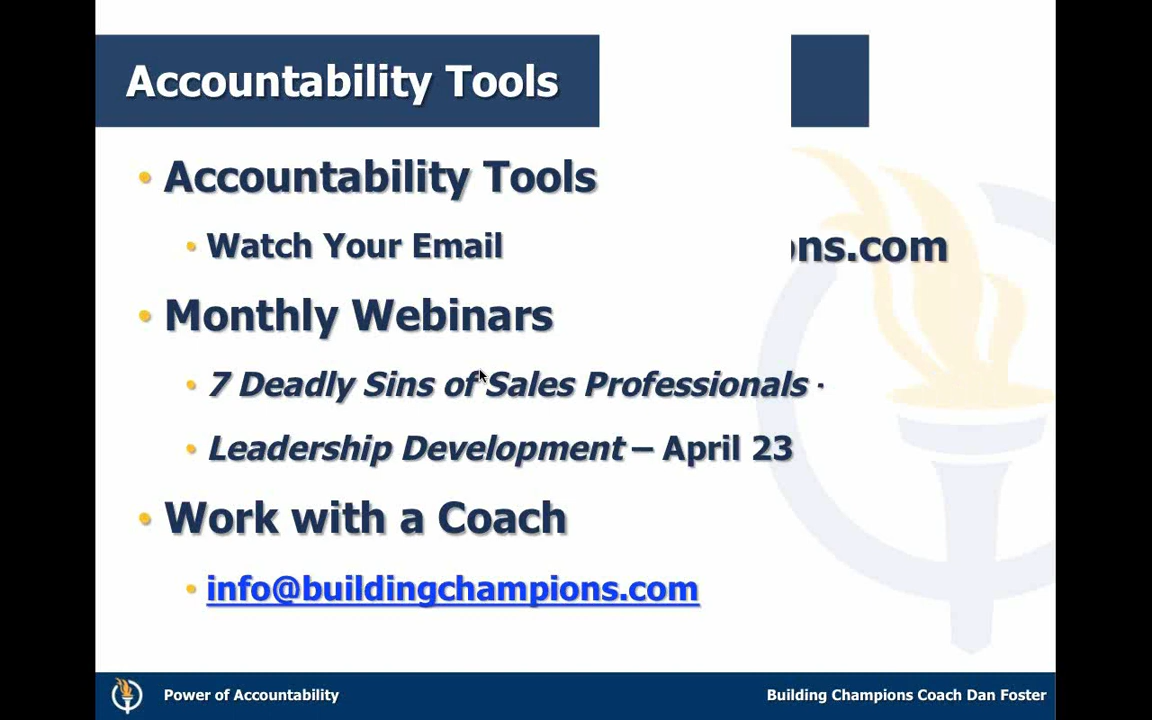 Accountability Tools
• Accountability Tools
• Watch Your Email
ons.com
• Monthly Webinars
• 7 Deadly Sins of Sales Professionals -
• Leadership Development – April 23
• Work with a Coach
• info@buildingchampions.com
Power of Accountability
Building Champions Coach Dan Foster